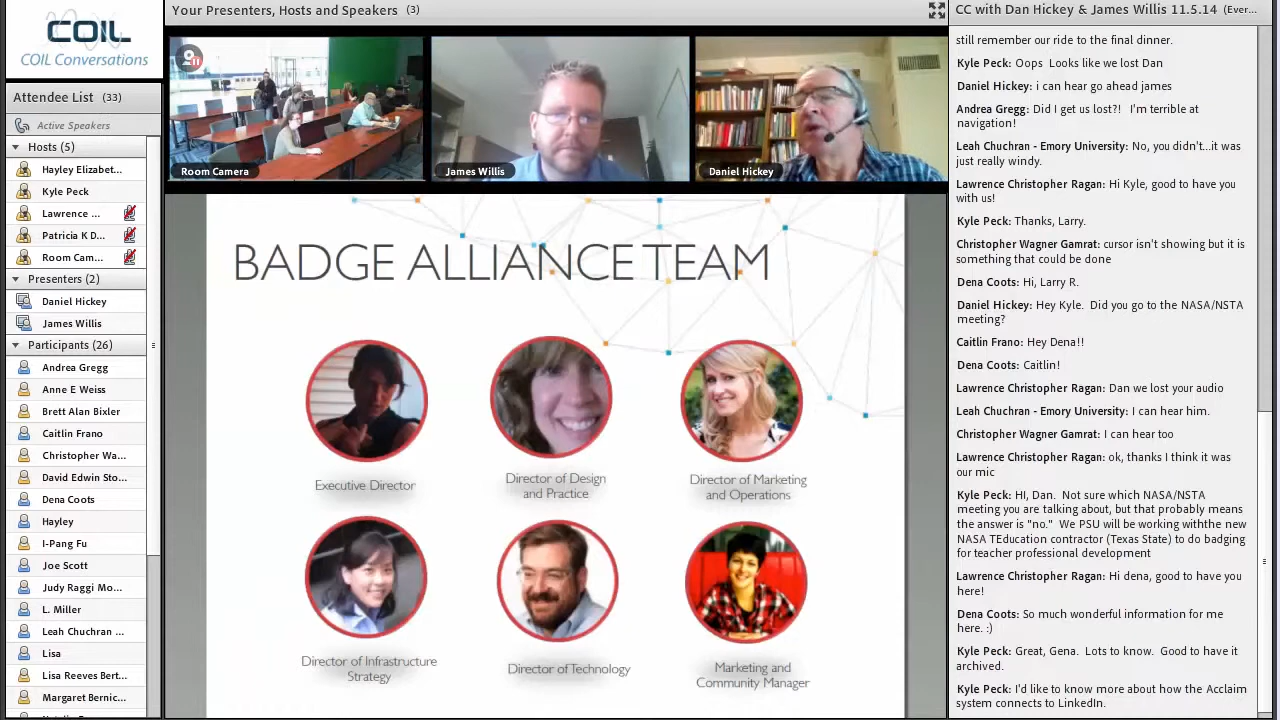 COIL
COIL Conversations
Attendee List (33)
Active Speakers
Hosts (5)
Hayley Elizabet...
Kyle Peck
Lawrence ...
Patricia K D...
Room Cam...
Presenters (2)
Daniel Hickey
James Willis
Participants (26)
Andrea Gregg
Anne E Weiss
Brett Alan Bixler
Caitlin Frano
Christopher Wa...
David Edwin Sto...
Dena Coots
Hayley
I-Pang Fu
Joe Scott
Judy Raggi Mo...
L. Miller
Leah Chuchran ...
Lisa
Lisa Reeves Bert...
Margaret Bernic...
Your Presenters, Hosts and Speakers (3)
Room Camera
James Willis
Daniel Hickey
BADGE ALLIANCE TEAM
Executive Director
Director of Design
and Practice
Director of Marketing
and Operations
Director of Infrastructure
Strategy
Director of Technology
Marketing and
Community Manager
CC with Dan Hickey & James Willis 11.5.14 (Ever...
still remember our ride to the final dinner.
Kyle Peck: Oops Looks like we lost Dan
Daniel Hickey: i can hear go ahead james
Andrea Gregg: Did I get us lost?! I'm terrible at
navigation!
Leah Chuchran - Emory University: No, you didn't...it was
just really windy.
Lawrence Christopher Ragan: Hi Kyle, good to have you
with us!
Kyle Peck: Thanks, Larry.
Christopher Wagner Gamrat: cursor isn't showing but it is
something that could be done
Dena Coots: Hi, Larry R.
Daniel Hickey: Hey Kyle. Did you go to the NASA/NSTA
meeting?
Caitlin Frano: Hey Dena!!
Dena Coots: Caitlin!
Lawrence Christopher Ragan: Dan we lost your audio
Leah Chuchran - Emory University: I can hear him.
Christopher Wagner Gamrat: I can hear too
Lawrence Christopher Ragan: ok, thanks I think it was
our mic
Kyle Peck: Hi, Dan. Not sure which NASA/NSTA
meeting you are talking about, but that probably means
the answer is "no." We PSU will be working withthe new
NASA TEducation contractor (Texas State) to do badging
for teacher professional development
Lawrence Christopher Ragan: Hi dena, good to have you
here!
Dena Coots: So much wonderful information for me
here :)
Kyle Peck: Great, Gena. Lots to know. Good to have it
archived.
Kyle Peck: I'd like to know more about how the Acclaim
system connects to LinkedIn.